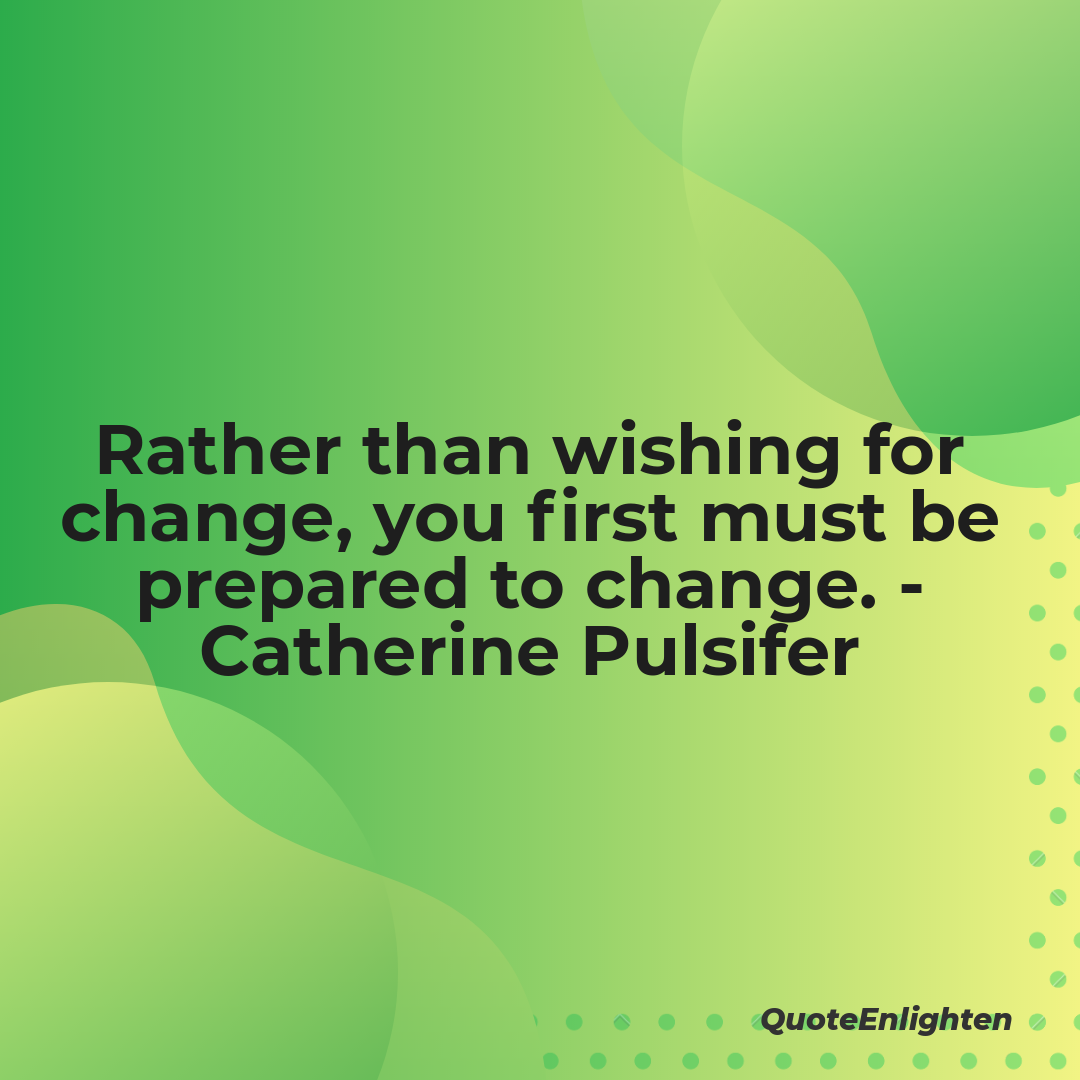 Rather than wishing for
change, you first must be
prepared to change. -
Catherine Pulsifer
QuoteEnlighten